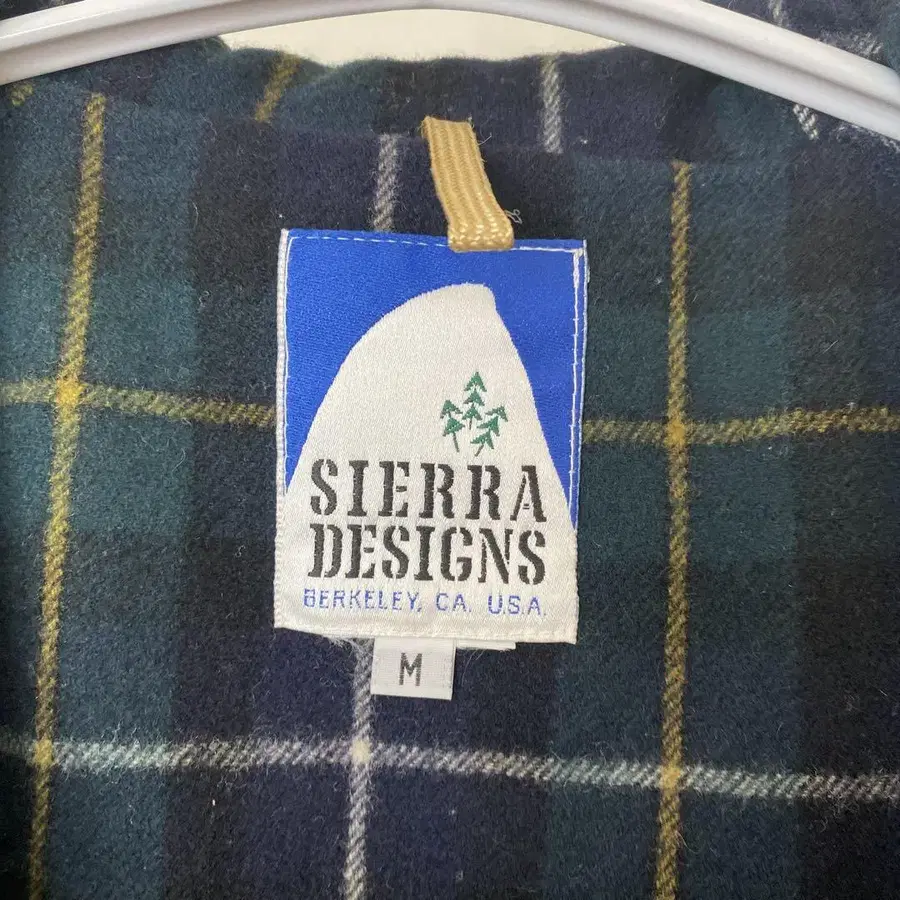 SIERRA
DESIGNS
BERKELEY, CA. U.S.A.
M